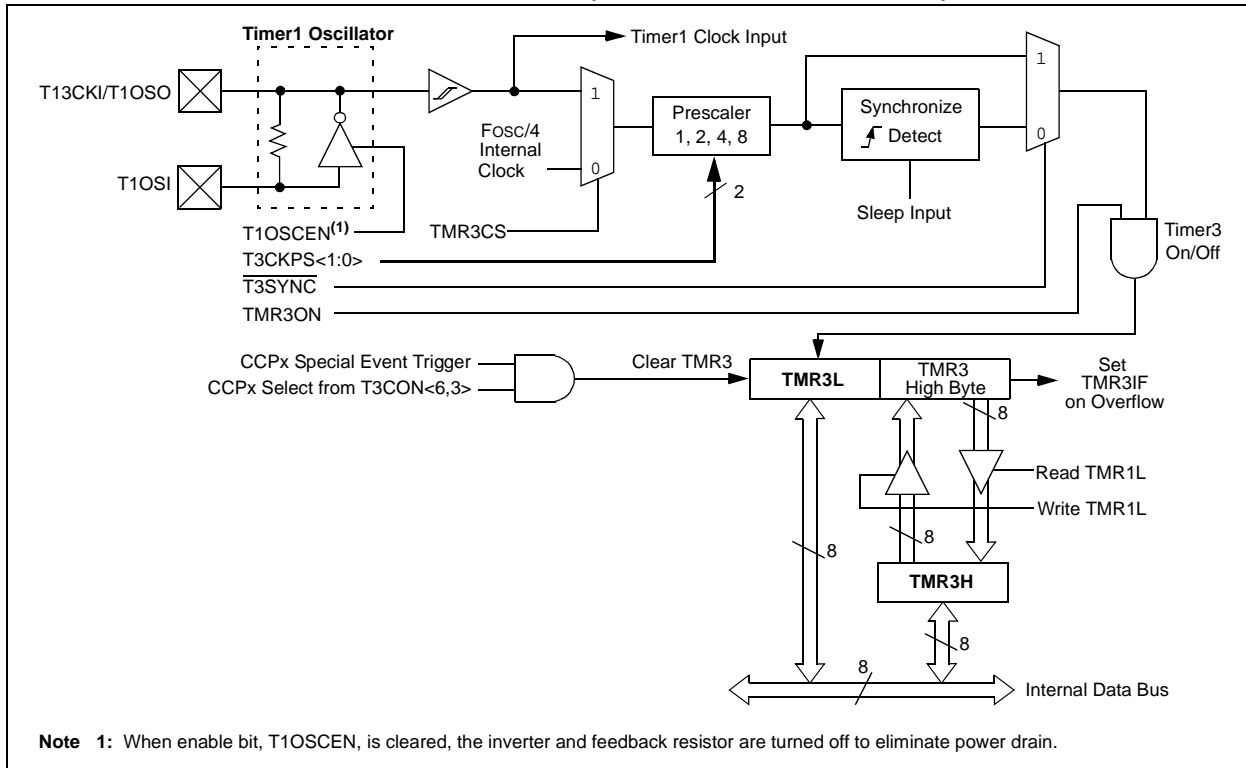 Timer1 Oscillator
Timer1 Clock Input
T13CKI/T1OSO
1
1
FOSC/4
Internal
Clock
Prescaler
1, 2, 4, 8
Synchronize
Detect
0
0
T1OSI
2
Sleep Input
T1OSCEN(1)
TMR3CS
Timer3
On/Off
T3CKPS<1:0>
T3SYNC
TMR3ON
CCPx Special Event Trigger
CCPx Select from T3CON<6,3>
Clear TMR3
TMR3L
TMR3
High Byte
Set
TMR3IF
on Overflow
8
Read TMR1L
Write TMR1L
8
8
TMR3H
8
8
Internal Data Bus
Note 1: When enable bit, T1OSCEN, is cleared, the inverter and feedback resistor are turned off to eliminate power drain.